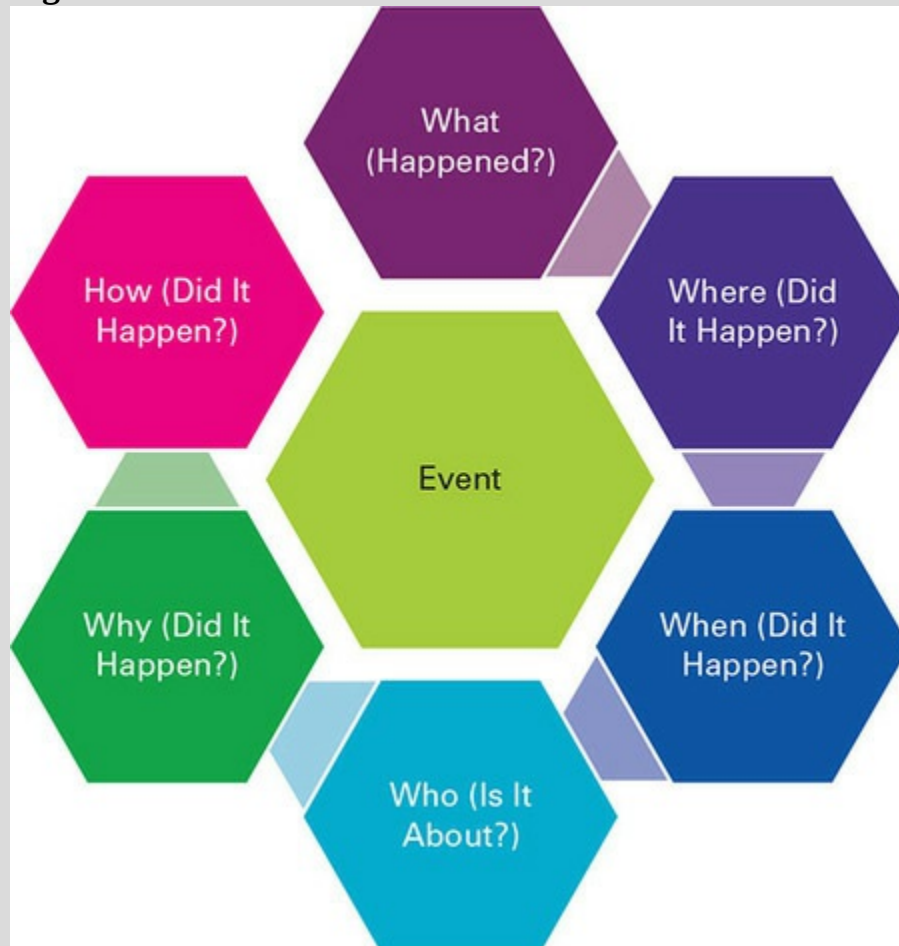 What
(Happened?)
Where (Did
It Happen?)
When (Did It
Happen?)
Who (Is It
About?)
Why (Did It
Happen?)
How (Did It
Happen?)
Event